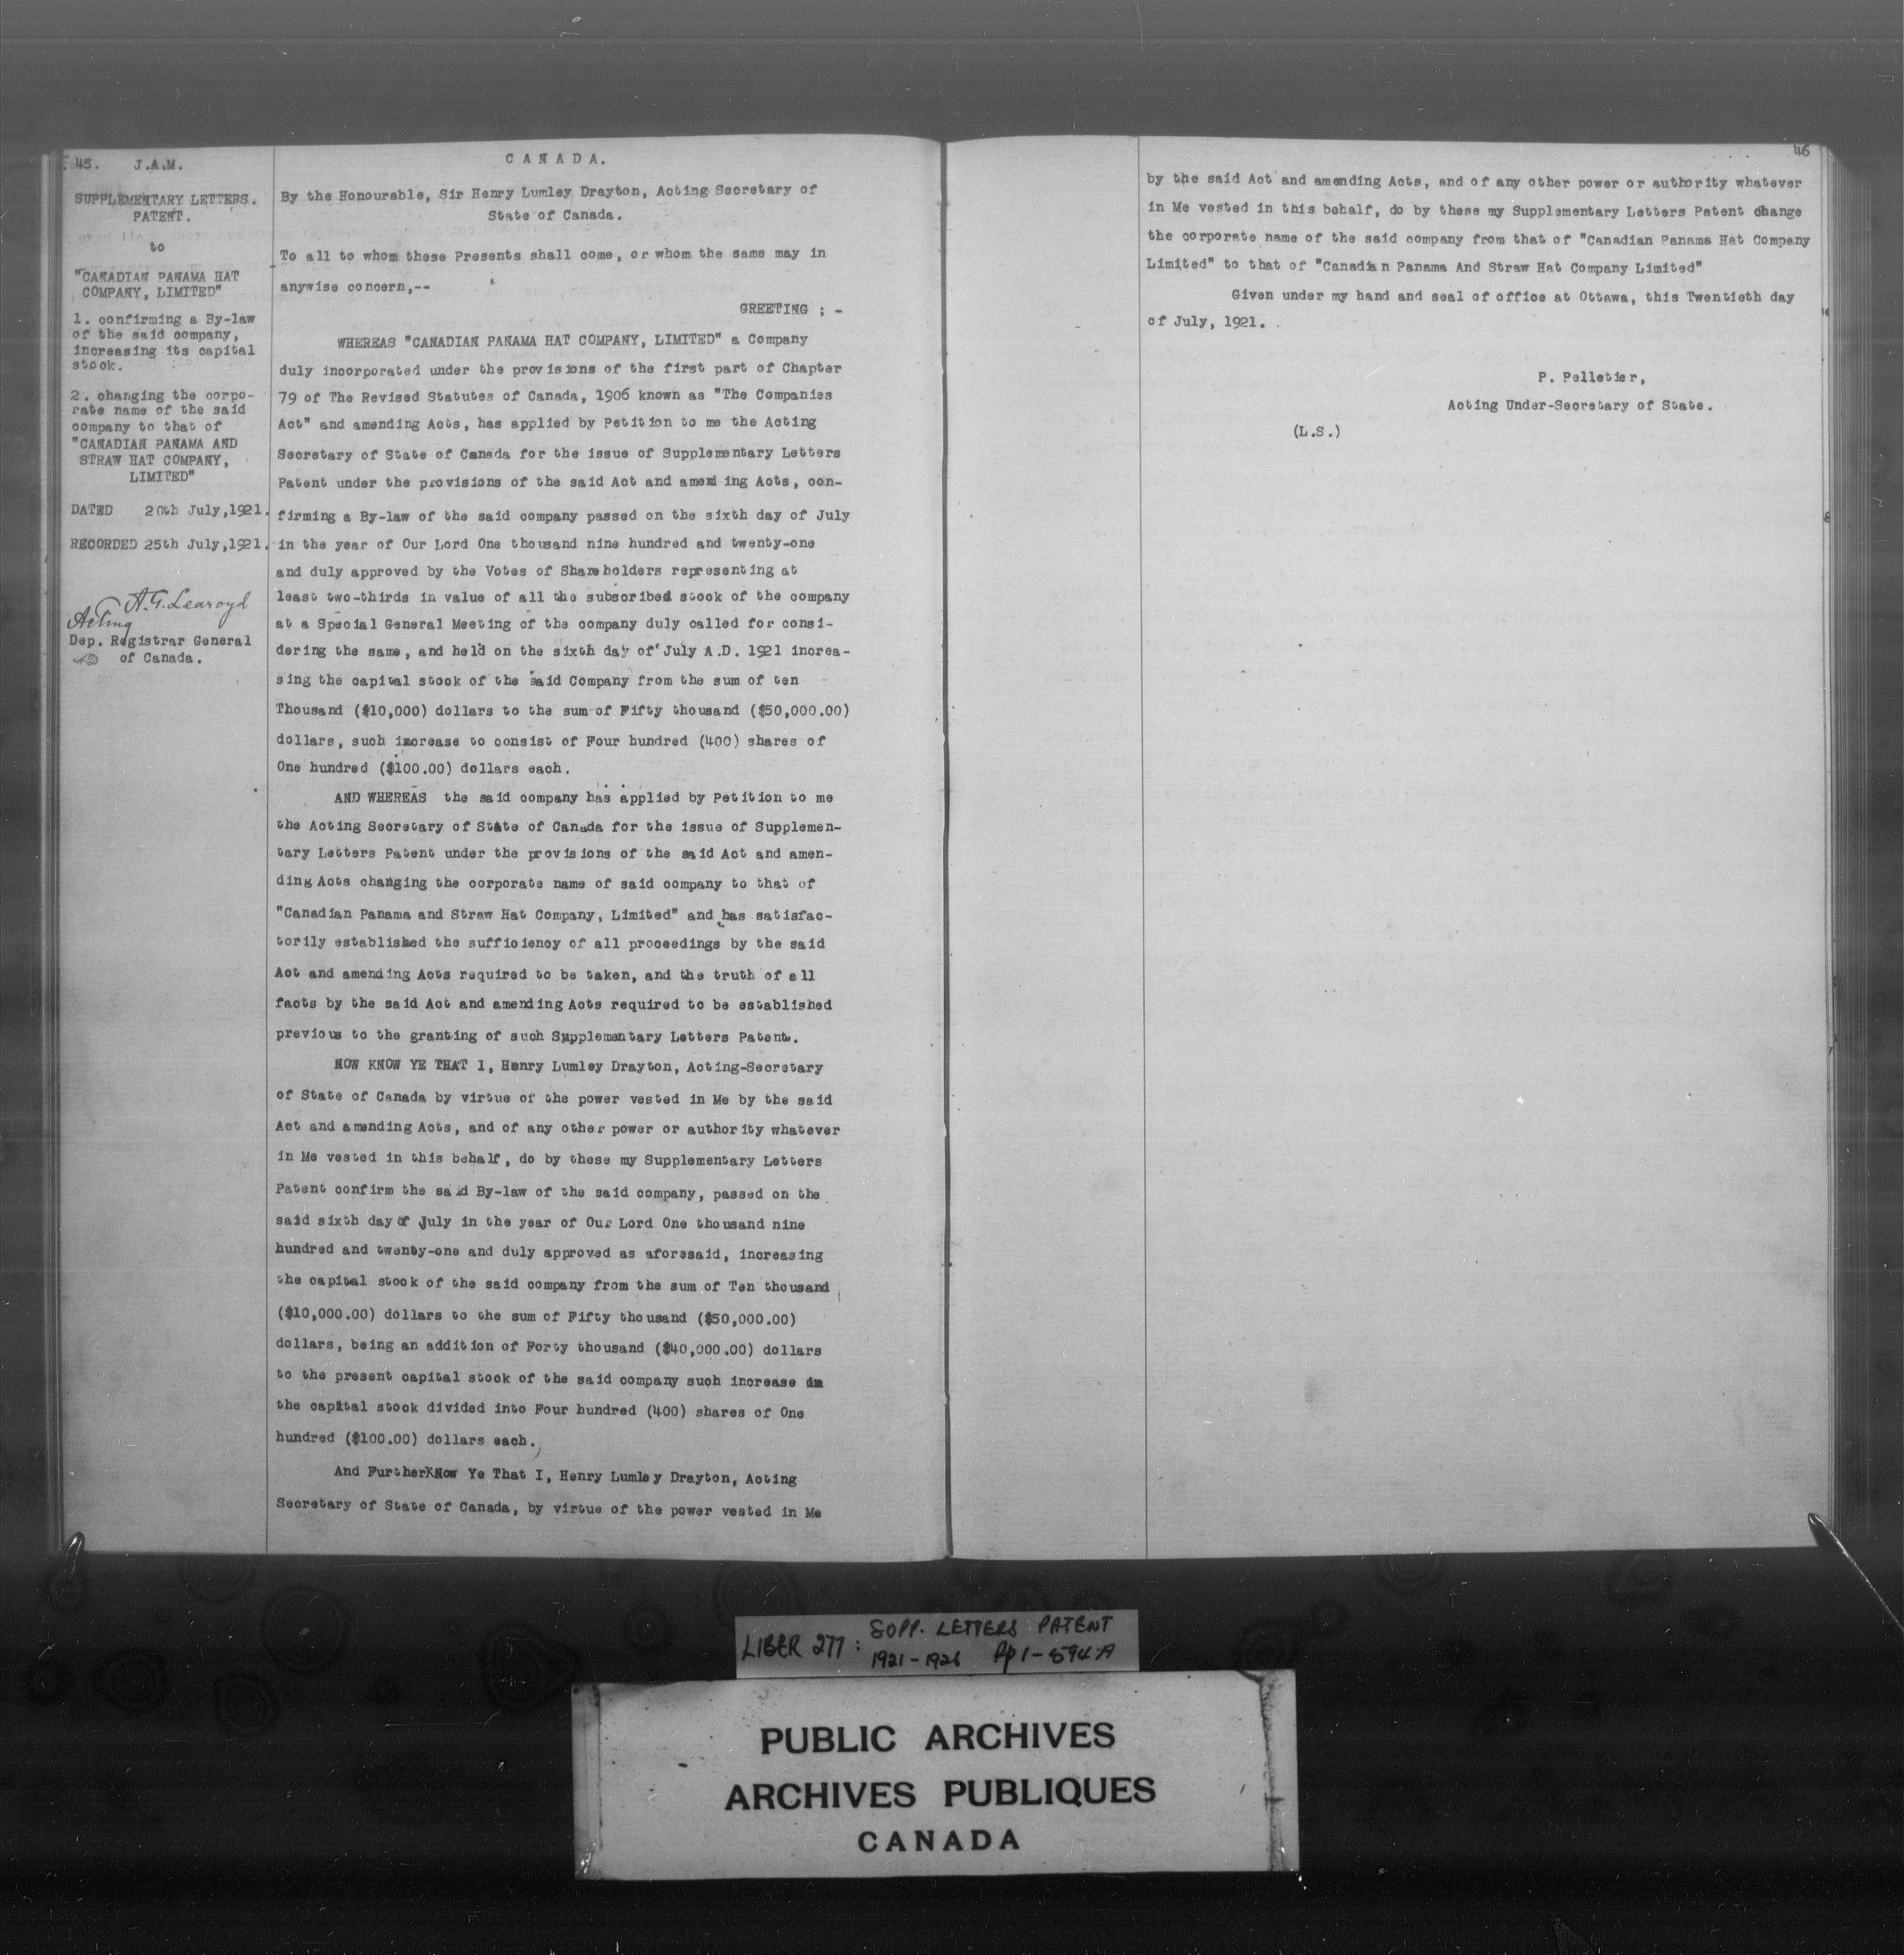 45. J.A.M.
SUPPLEMENTARY LETTERS.
PATENT.
to
"CANADIAN PANAMA HAT
COMPANY, LIMITED"
1. confirming a By-law
of the said company,
increasing its capital
stock.
2. changing the corpo-
rate name of the said
company to that of
"CANADIAN PANAMA AND
STRAW HAT COMPANY,
LIMITED"
DATED 20th July,1921.
RECORDED 25th July,1921.
A.G. Learoyd
Acting
Dep. Registrar General
of Canada.
CANADA.
By the Honourable, Sir Henry Lumley Drayton, Acting Secretary of
State of Canada.
To all to whom these Presents shall come, or whom the same may in
anywise concern,--
GREETING ; -
WHEREAS "CANADIAN PANAMA HAT COMPANY, LIMITED" a Company
duly incorporated under the provisions of the first part of Chapter
79 of The Revised Statutes of Canada, 1906 known as "The Companies
Act" and amending Acts, has applied by Petition to me the Acting
Secretary of State of Canada for the issue of Supplementary Letters
Patent under the provisions of the said Act and amend ing Acts, con-
firming a By-law of the said company passed on the sixth day of July
in the year of Our Lord One thousand nine hundred and twenty-one
and duly approved by the Votes of Shareholders representing at
least two-thirds in value of all the subscribed stock of the company
at a Special General Meeting of the company duly called for consi-
dering the same, and held on the sixth day of July A.D. 1921 increa-
sing the capital stock of the said Company from the sum of ten
Thousand ($10,000) dollars to the sum of Fifty thousand ($50,000.00)
dollars, such increase to consist of Four hundred (400) shares of
One hundred ($100.00) dollars each.
AND WHEREAS the said company has applied by Petition to me
the Acting Secretary of State of Canada for the issue of Supplemen-
tary Letters Patent under the provisions of the said Act and amen-
ding Acts changing the corporate name of said company to that of
"Canadian Panama and Straw Hat Company, Limited" and has satisfac-
torily established the sufficiency of all proceedings by the said
Act and amending Acts required to be taken, and the truth of all
facts by the said Act and amending Acts required to be established
previous to the granting of such Supplementary Letters Patent.
NOW KNOW YE THAT 1, Henry Lumley Drayton, Acting-Secretary
of State of Canada by virtue of the power vested in Me by the said
Act and amending Acts, and of any other power or authority whatever
in Me vested in this behalf, do by these my Supplementary Letters
Patent confirm the said By-law of the said company, passed on the
said sixth day of July in the year of Our Lord One thousand nine
hundred and twenty-one and duly approved as aforesaid, increasing
the capital stock of the said company from the sum of Ten thousand
($10,000.00) dollars to the sum of Fifty thousand ($50,000.00)
dollars, being an addition of Forty thousand ($40,000.00) dollars
to the present capital stock of the said company such increase in
the capital stock divided into Four hundred (400) shares of One
hundred ($100.00) dollars each.
And Further Know Ye That I, Henry Lumley Drayton, Acting
Secretary of State of Canada, by virtue of the power vested in Me
46
by the said Act and amending Acts, and of any other power or authority whatever
in Me vested in this behalf, do by these my Supplementary Letters Patent change
the corporate name of the said company from that of "Canadian Panama Hat Company
Limited" to that of "Canadian Panama And Straw Hat Company Limited"
Given under my hand and seal of office at Ottawa, this Twentieth day
of July, 1921.
P. Pelletier,
Acting Under-Secretary of State.
(L.S.)
LIBER 277: SUPP. LETTERS PATENT
1921-1926 Pp 1-594-A
PUBLIC ARCHIVES
ARCHIVES PUBLIQUES
CANADA